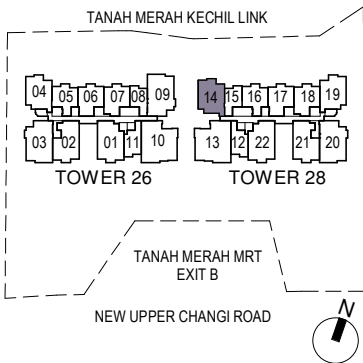 TANAH MERAH KECHIL LINK
04 05 06 07 08 09 14 15 16 17 18 19
03 02 01 11 10 13 12 22 21 20
TOWER 26 TOWER 28
TANAH MERAH MRT
EXIT B
NEW UPPER CHANGI ROAD
N